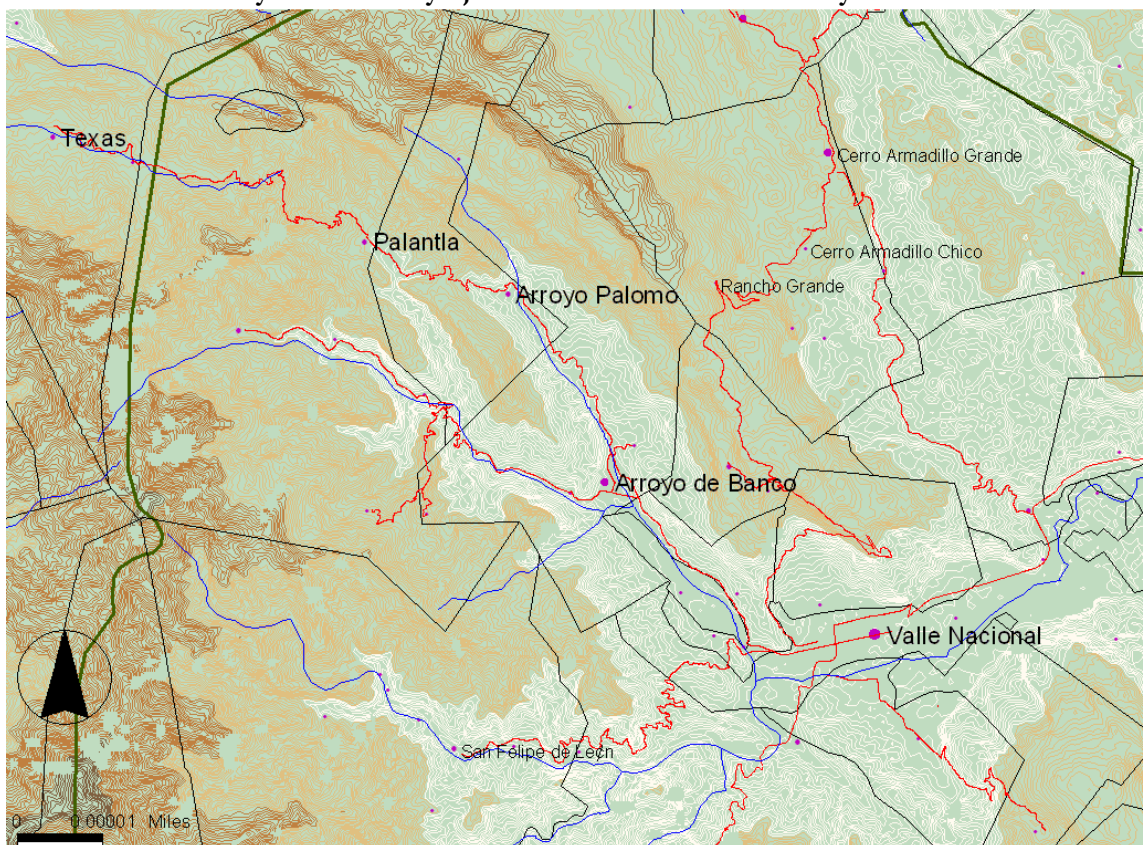 Texas
Cerro Armadillo Grande
Palantla
Cerro Armadillo Chico
Rancho Grande
Arroyo Palomo
Arroyo de Banco
Valle Nacional
San Felipe de Lecn
0 0.00001 Miles